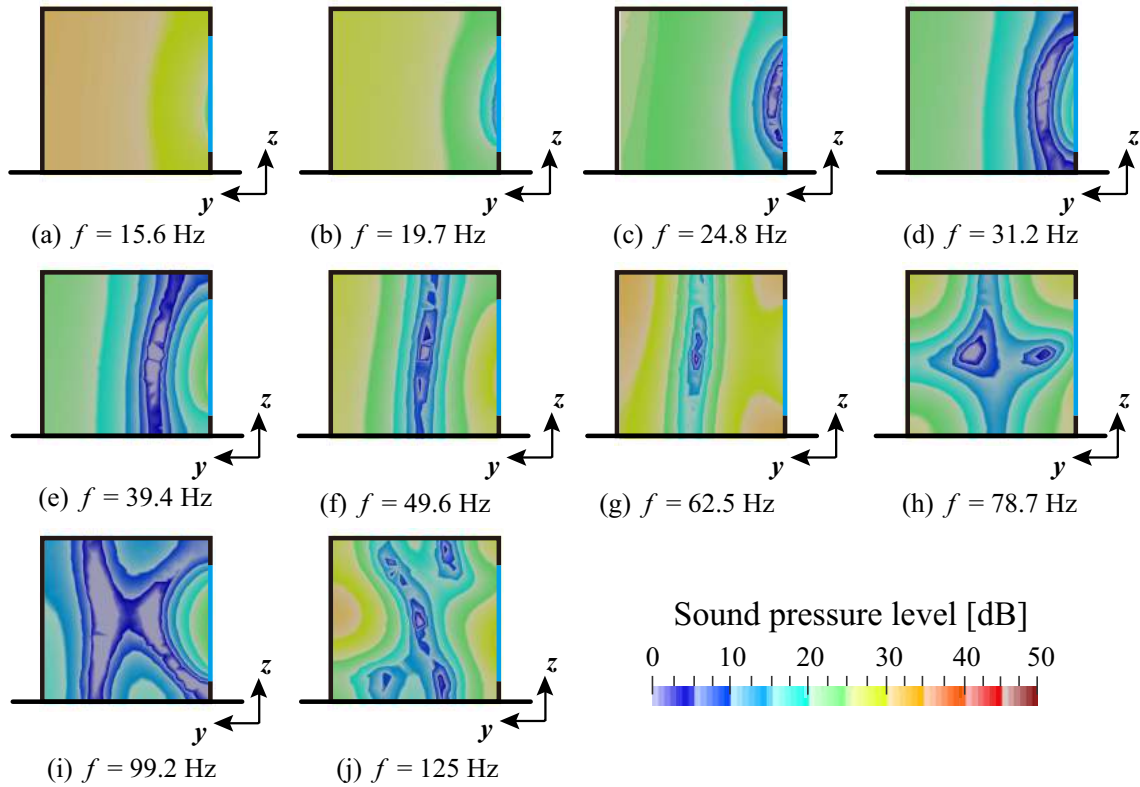 z
z
z
z
y
y
y
y
(a) f = 15.6 Hz
(b) f = 19.7 Hz
(c) f = 24.8 Hz
(d) f = 31.2 Hz
z
z
z
z
y
y
y
y
(e) f = 39.4 Hz
(f) f = 49.6 Hz
(g) f = 62.5 Hz
(h) f = 78.7 Hz
z
z
y
y
(i) f = 99.2 Hz
(j) f = 125 Hz
Sound pressure level [dB]
0 10 20 30 40 50